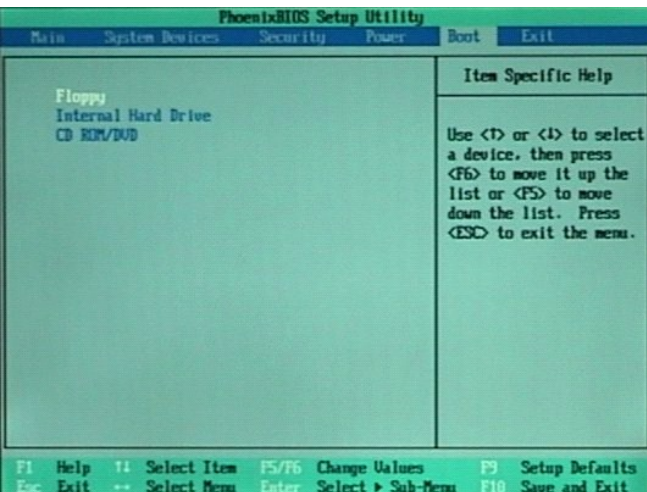 PhoenixBIOS Setup Utility
Main System Devices Security Power Boot Exit
Item Specific Help
Floppy
Internal Hard Drive
CD ROM/DVD
Use <↑> or <↓> to select
a device, then press
<F6> to move it up the
list or <F5> to move
down the list. Press
<ESC> to exit the menu.
F1 Help ↑↓ Select Item F5/F6 Change Values F9 Setup Defaults
Esc Exit ↔ Select Menu Enter Select ▶ Sub-Menu F10 Save and Exit